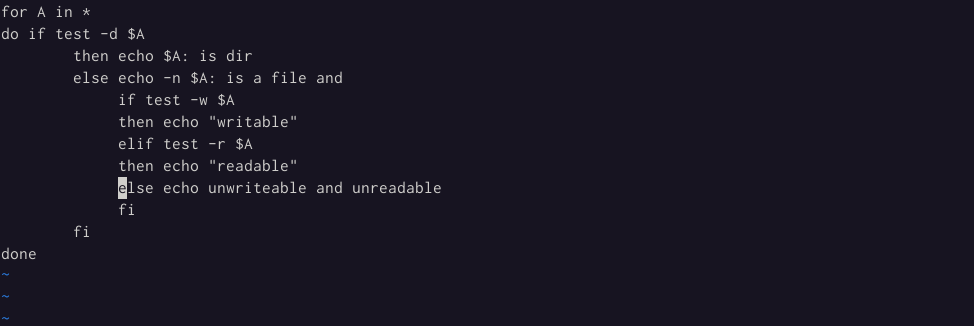 for A in *
do if test -d $A
        then echo $A: is dir
        else echo -n $A: is a file and
             if test -w $A
             then echo "writable"
             elif test -r $A
             then echo "readable"
             else echo unwriteable and unreadable
             fi
        fi
done
~
~
~